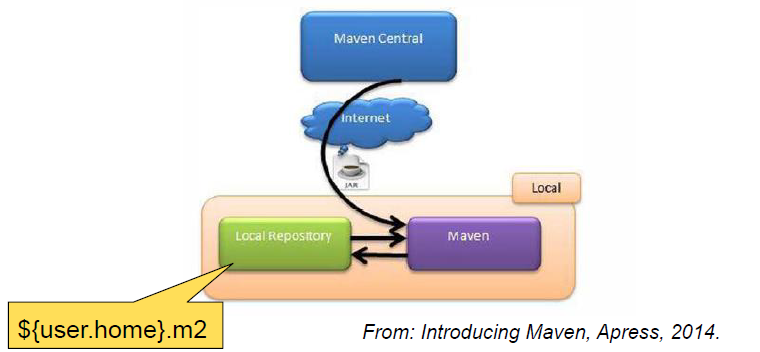 Maven Central
Internet
JAR
Local
Local Repository
Maven
${user.home}.m2
From: Introducing Maven, Apress, 2014.